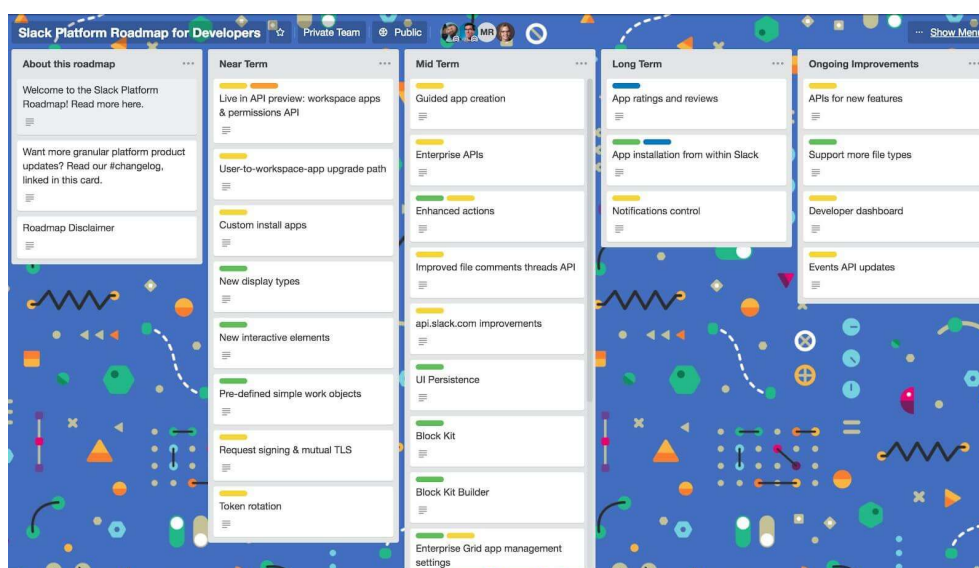 Slack Platform Roadmap for Developers
Private Team
Public
MR
Show Menu
About this roadmap
Welcome to the Slack Platform
Roadmap! Read more here.
Want more granular platform product
updates? Read our #changelog,
linked in this card.
Roadmap Disclaimer
Near Term
Live in API preview: workspace apps
& permissions API
User-to-workspace-app upgrade path
Custom install apps
New display types
New interactive elements
Pre-defined simple work objects
Request signing & mutual TLS
Token rotation
Mid Term
Guided app creation
Enterprise APIs
Enhanced actions
Improved file comments threads API
api.slack.com improvements
UI Persistence
Block Kit
Block Kit Builder
Enterprise Grid app management
settings
Long Term
App ratings and reviews
App installation from within Slack
Notifications control
Ongoing Improvements
APIs for new features
Support more file types
Developer dashboard
Events API updates